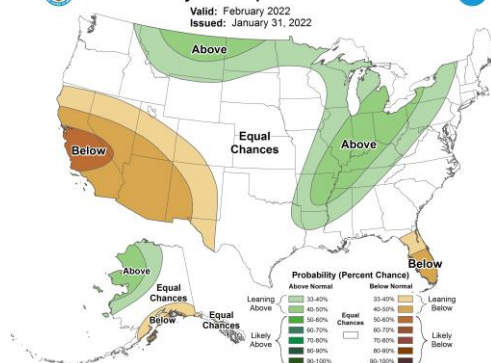 Valid: February 2022
Issued: January 31, 2022
Above
Equal
Chances
Above
Below
Below
Above
Equal
Chances
Below
Equal
Chances
Probability (Percent Chance)
Above Normal
Below Normal
Leaning
Above
Likely
Above
33-40%
40-50%
50-60%
60-70%
70-80%
80-90%
90-100%
Equal
Chances
33-40%
40-50%
50-60%
60-70%
70-80%
80-90%
90-100%
Leaning
Below
Likely
Below